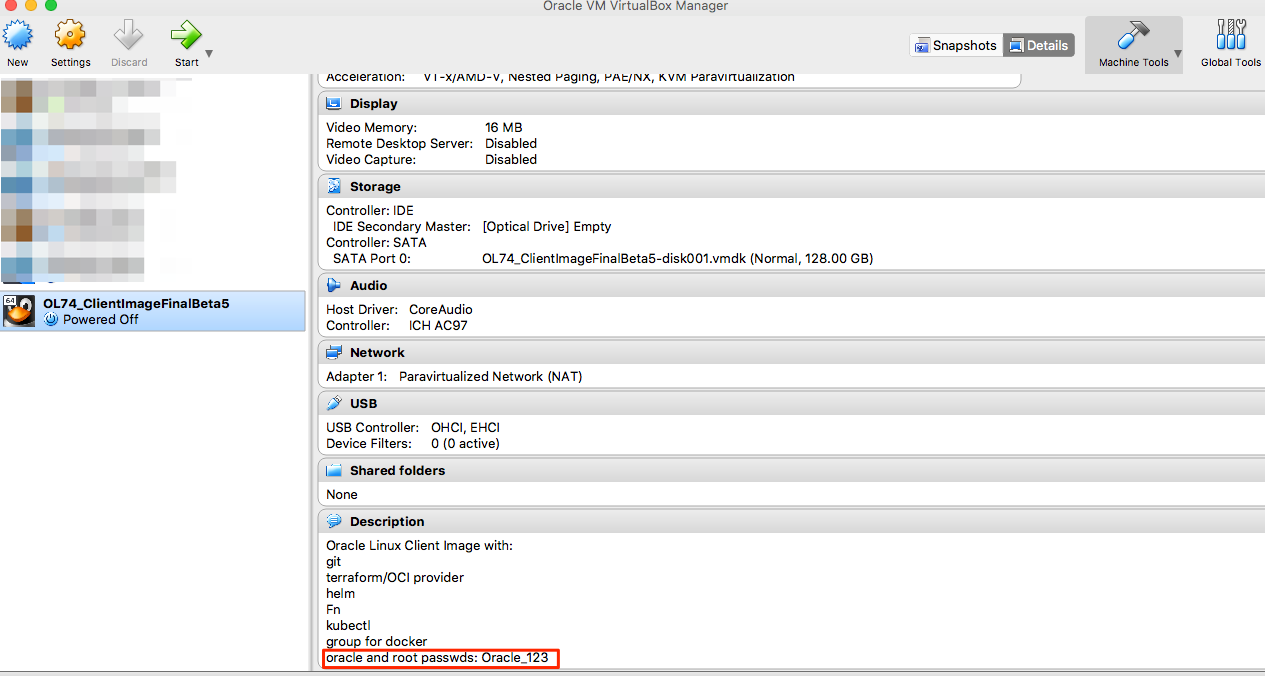 Oracle VM VirtualBox Manager
New Settings Discard Start Snapshots Details Machine Tools Global Tools
Acceleration: VT-x/AMD-V, Nested Paging, PAE/NX, KVM Paravirtualization
Display
Video Memory: 16 MB
Remote Desktop Server: Disabled
Video Capture: Disabled
Storage
Controller: IDE
IDE Secondary Master: [Optical Drive] Empty
Controller: SATA
SATA Port 0: OL74_ClientImageFinalBeta5-disk001.vmdk (Normal, 128.00 GB)
Audio
Host Driver: CoreAudio
Controller: ICH AC97
64 OL74_ClientImageFinalBeta5
Powered Off
Network
Adapter 1: Paravirtualized Network (NAT)
USB
USB Controller: OHCI, EHCI
Device Filters: 0 (0 active)
Shared folders
None
Description
Oracle Linux Client Image with:
git
terraform/OCI provider
helm
Fn
kubectl
group for docker
oracle and root passwds: Oracle_123